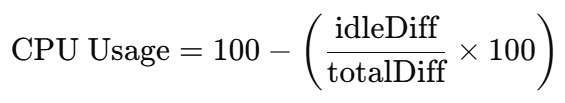 CPU Usage = 100 − ( idleDiff / totalDiff × 100 )